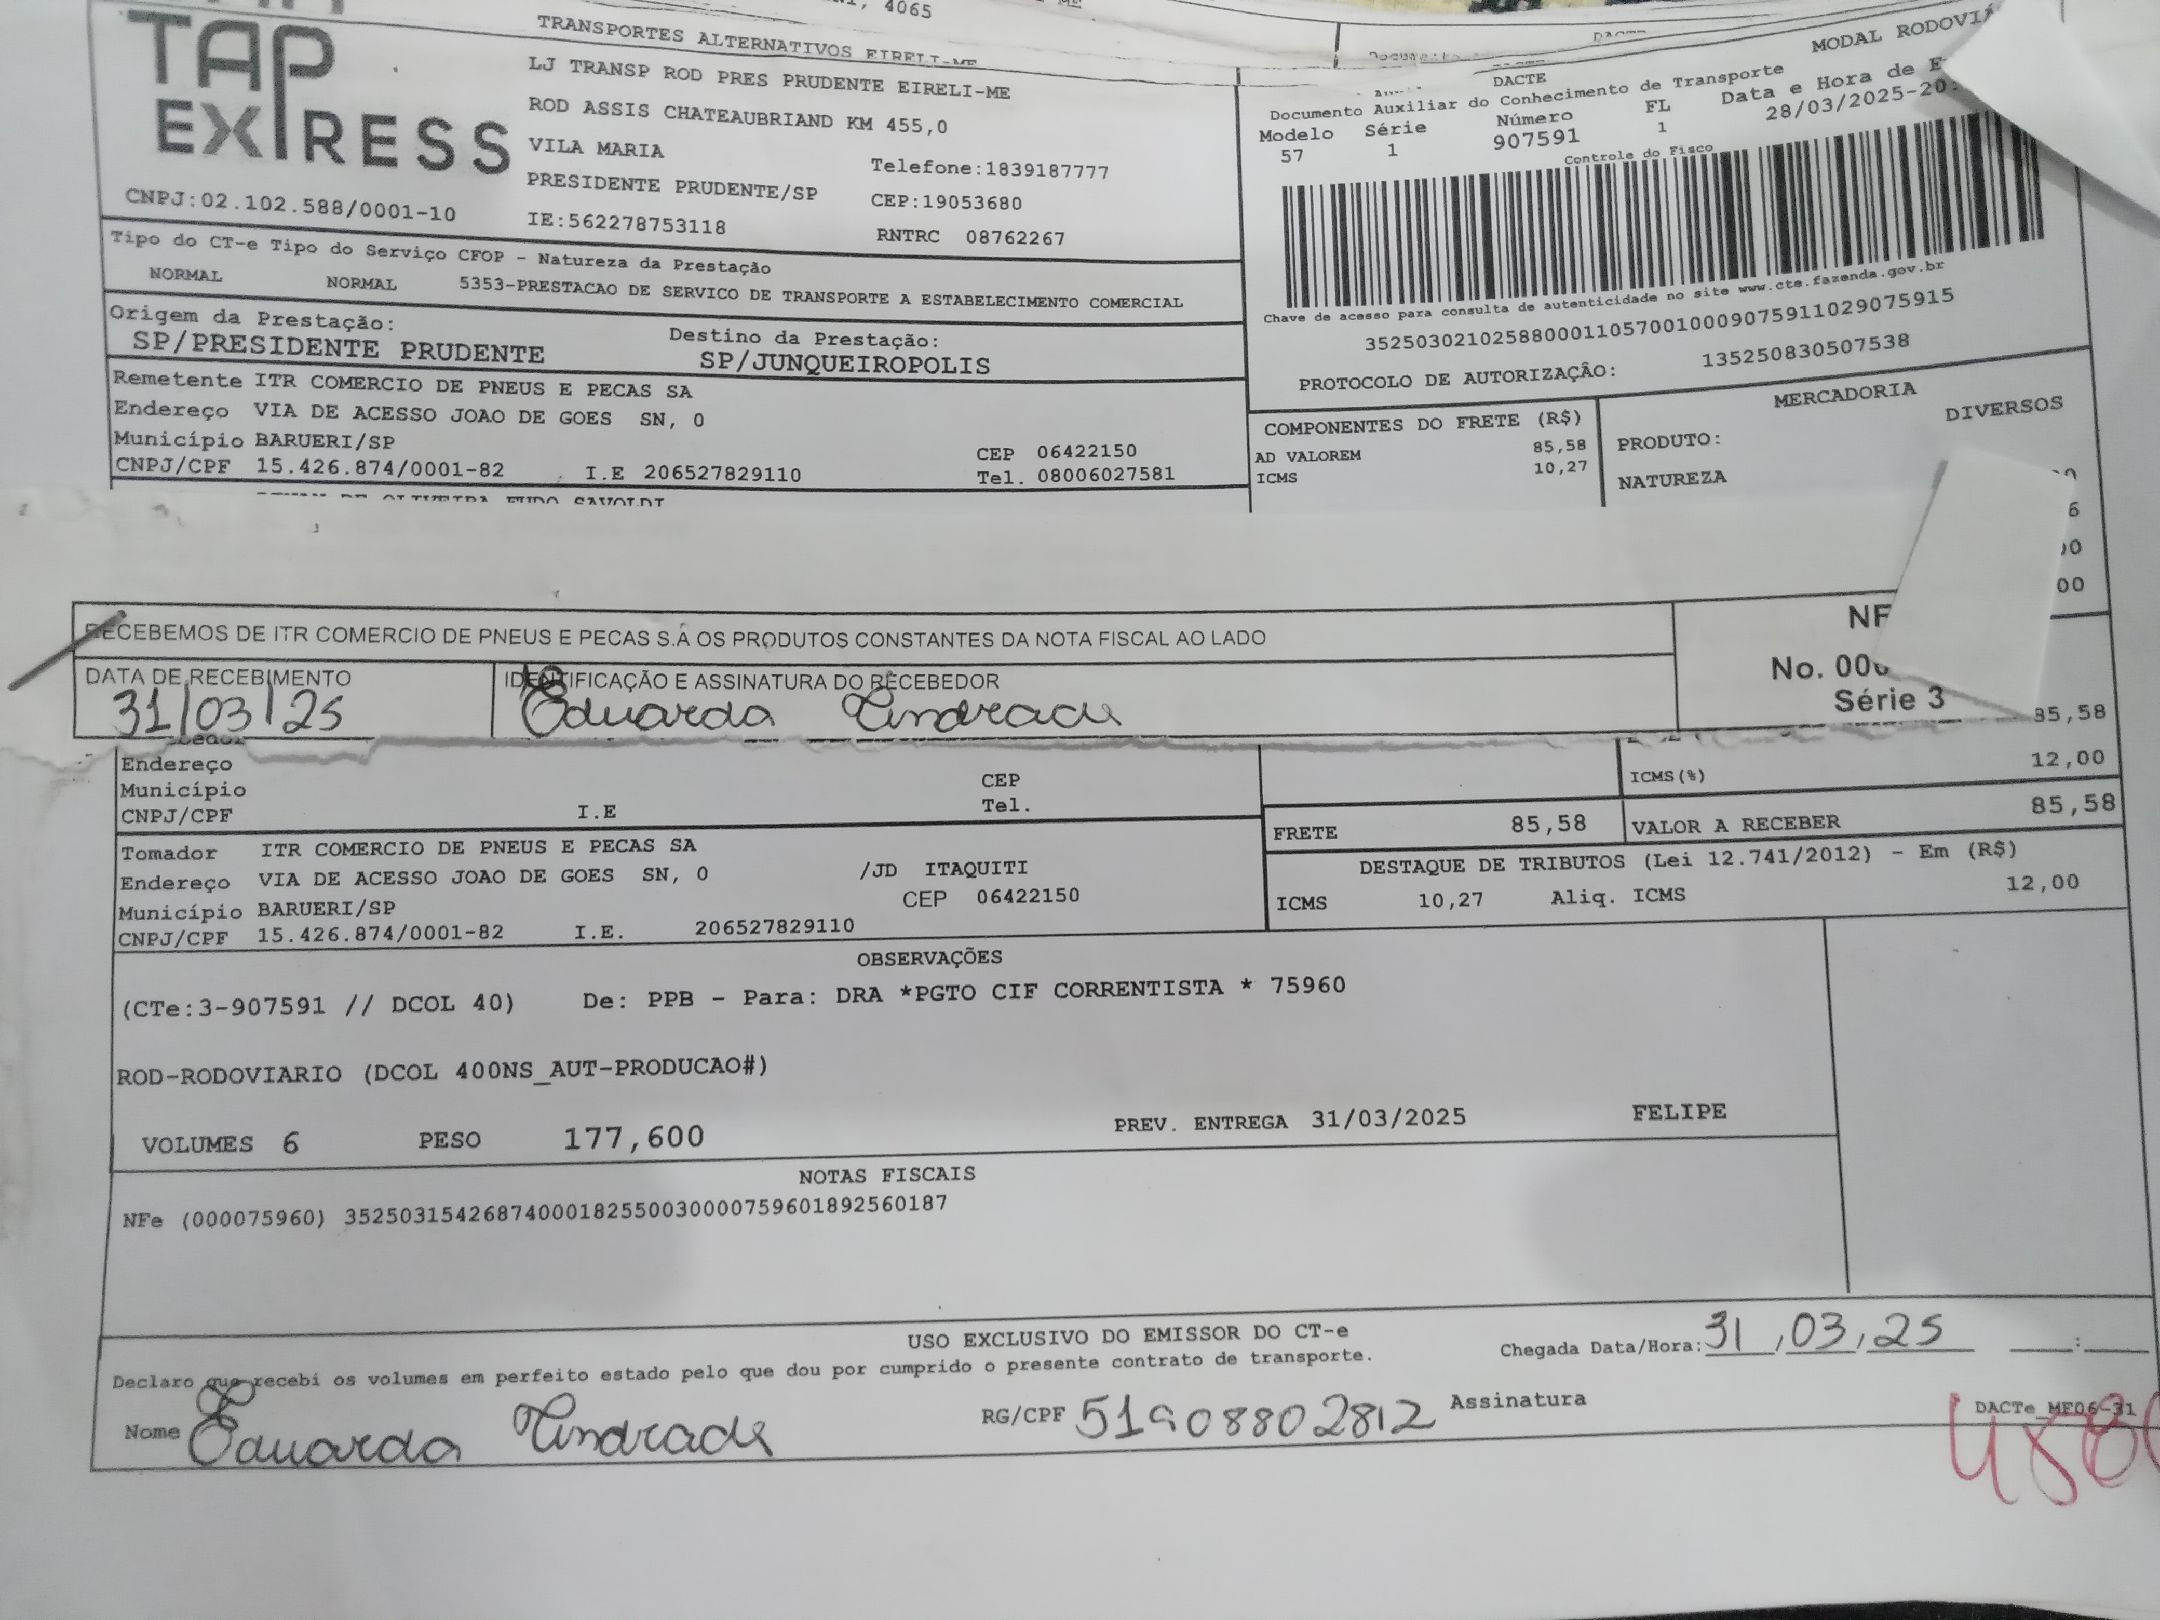 , 4065
TAP
EXPRESS
CNPJ:02.102.588/0001-10
TRANSPORTES ALTERNATIVOS EIRELI-ME
LJ TRANSP ROD PRES PRUDENTE EIRELI-ME
ROD ASSIS CHATEAUBRIAND KM 455,0
VILA MARIA
Telefone:1839187777
PRESIDENTE PRUDENTE/SP
CEP:19053680
IE:562278753118
RNTRC 08762267
DACTE
MODAL RODOVIÁ
Documento Auxiliar do Conhecimento de Transporte
Modelo Série Número FL Data e Hora de E
57 1 907591 1 28/03/2025-20:
Controle do Fisco
Chave de acesso para consulta de autenticidade no site www.cte.fazenda.gov.br
35250302102588000110570010009075911029075915
PROTOCOLO DE AUTORIZAÇÃO: 135250830507538
Tipo do CT-e Tipo do Serviço CFOP - Natureza da Prestação
NORMAL NORMAL 5353-PRESTACAO DE SERVICO DE TRANSPORTE A ESTABELECIMENTO COMERCIAL
Origem da Prestação: Destino da Prestação:
SP/PRESIDENTE PRUDENTE SP/JUNQUEIROPOLIS
Remetente ITR COMERCIO DE PNEUS E PECAS SA
Endereço VIA DE ACESSO JOAO DE GOES SN, 0
Município BARUERI/SP CEP 06422150
CNPJ/CPF 15.426.874/0001-82 I.E 206527829110 Tel. 08006027581
COMPONENTES DO FRETE (R$)
AD VALOREM 85,58
ICMS 10,27
MERCADORIA
PRODUTO: DIVERSOS
NATUREZA
6
00
00
RECEBEMOS DE ITR COMERCIO DE PNEUS E PECAS S.A OS PRODUTOS CONSTANTES DA NOTA FISCAL AO LADO
DATA DE RECEBIMENTO
31/03/25
IDENTIFICAÇÃO E ASSINATURA DO RECEBEDOR
Eduarda Andrade
NF
No. 000
Série 3
85,58
Endereço
Município CEP
CNPJ/CPF I.E Tel.
ICMS(%) 12,00
FRETE 85,58 VALOR A RECEBER 85,58
Tomador ITR COMERCIO DE PNEUS E PECAS SA
Endereço VIA DE ACESSO JOAO DE GOES SN, 0 /JD ITAQUITI
Município BARUERI/SP CEP 06422150
CNPJ/CPF 15.426.874/0001-82 I.E. 206527829110
DESTAQUE DE TRIBUTOS (Lei 12.741/2012) - Em (R$)
ICMS 10,27 Aliq. ICMS 12,00
OBSERVAÇÕES
(CTe:3-907591 // DCOL 40) De: PPB - Para: DRA *PGTO CIF CORRENTISTA * 75960
ROD-RODOVIARIO (DCOL 400NS_AUT-PRODUCAO#)
VOLUMES 6 PESO 177,600 PREV. ENTREGA 31/03/2025 FELIPE
NOTAS FISCAIS
NFe (000075960) 35250315426874000182550030000759601892560187
USO EXCLUSIVO DO EMISSOR DO CT-e
Chegada Data/Hora: 31,03,25 :
Declaro que recebi os volumes em perfeito estado pelo que dou por cumprido o presente contrato de transporte.
Nome Eduarda Andrade RG/CPF 51908802812 Assinatura
DACTe_MF06-31